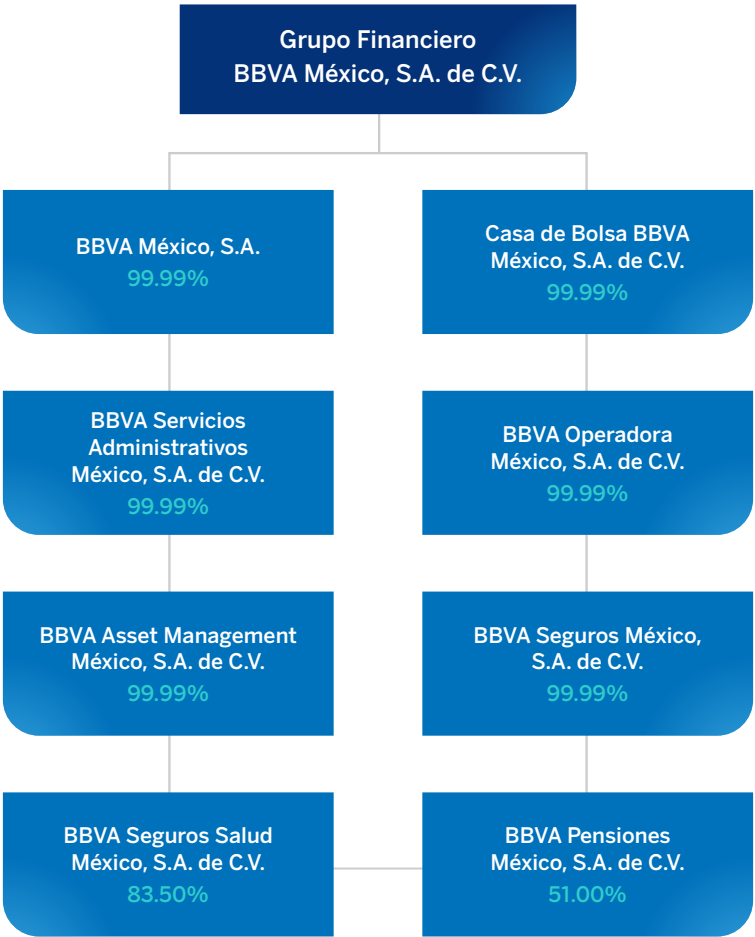 Grupo Financiero
BBVA México, S.A. de C.V.
BBVA México, S.A.
99.99%
Casa de Bolsa BBVA
México, S.A. de C.V.
99.99%
BBVA Servicios
Administrativos
México, S.A. de C.V.
99.99%
BBVA Operadora
México, S.A. de C.V.
99.99%
BBVA Asset Management
México, S.A. de C.V.
99.99%
BBVA Seguros México,
S.A. de C.V.
99.99%
BBVA Seguros Salud
México, S.A. de C.V.
83.50%
BBVA Pensiones
México, S.A. de C.V.
51.00%